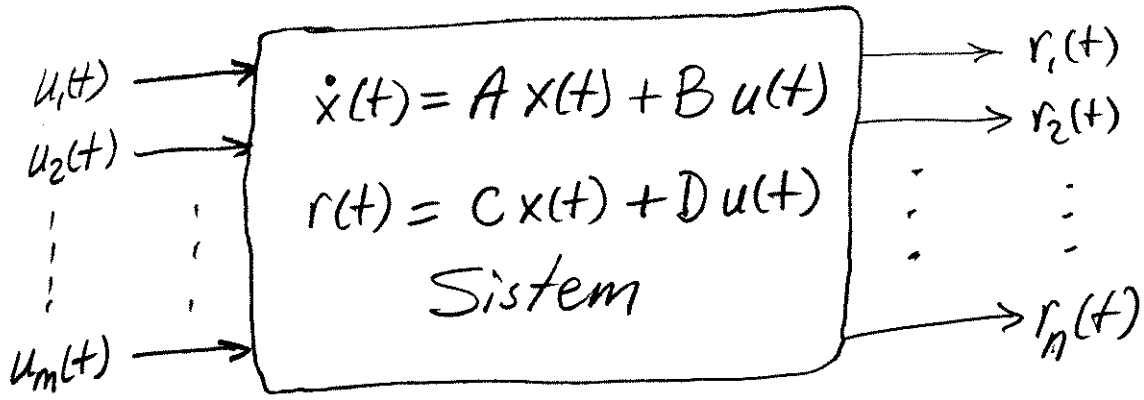 u₁(t)
u₂(t)
uₘ(t)
ẋ(t) = A x(t) + B u(t)
r(t) = C x(t) + D u(t)
Sistem
r₁(t)
r₂(t)
rₙ(t)